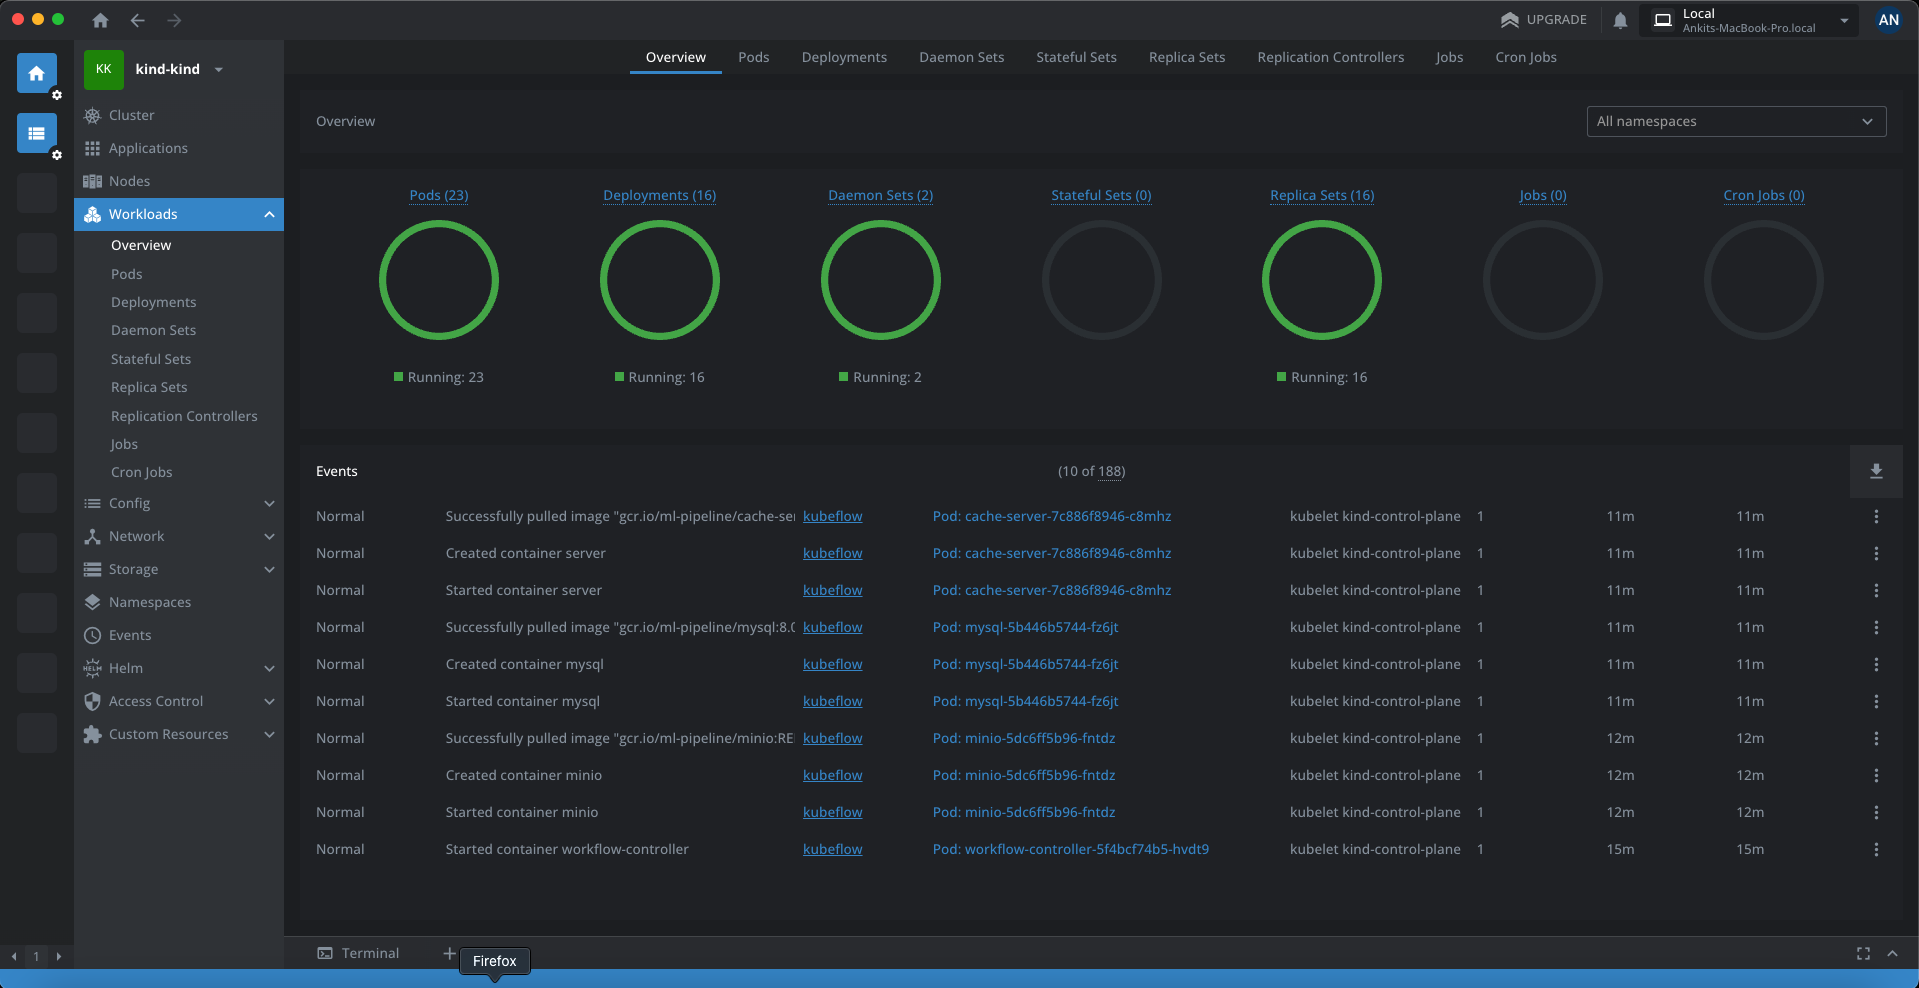 UPGRADE
Local
Ankits-MacBook-Pro.local
AN
KK
kind-kind
Cluster
Applications
Nodes
Workloads
Overview
Pods
Deployments
Daemon Sets
Stateful Sets
Replica Sets
Replication Controllers
Jobs
Cron Jobs
Config
Network
Storage
Namespaces
Events
HELM Helm
Access Control
Custom Resources
1
Overview Pods Deployments Daemon Sets Stateful Sets Replica Sets Replication Controllers Jobs Cron Jobs
Overview
All namespaces
Pods (23) Deployments (16) Daemon Sets (2) Stateful Sets (0) Replica Sets (16) Jobs (0) Cron Jobs (0)
Running: 23 Running: 16 Running: 2 Running: 16
Events (10 of 188)
Normal Successfully pulled image "gcr.io/ml-pipeline/cache-ser kubeflow Pod: cache-server-7c886f8946-c8mhz kubelet kind-control-plane 1 11m 11m
Normal Created container server kubeflow Pod: cache-server-7c886f8946-c8mhz kubelet kind-control-plane 1 11m 11m
Normal Started container server kubeflow Pod: cache-server-7c886f8946-c8mhz kubelet kind-control-plane 1 11m 11m
Normal Successfully pulled image "gcr.io/ml-pipeline/mysql:8.0 kubeflow Pod: mysql-5b446b5744-fz6jt kubelet kind-control-plane 1 11m 11m
Normal Created container mysql kubeflow Pod: mysql-5b446b5744-fz6jt kubelet kind-control-plane 1 11m 11m
Normal Started container mysql kubeflow Pod: mysql-5b446b5744-fz6jt kubelet kind-control-plane 1 11m 11m
Normal Successfully pulled image "gcr.io/ml-pipeline/minio:RE kubeflow Pod: minio-5dc6ff5b96-fntdz kubelet kind-control-plane 1 12m 12m
Normal Created container minio kubeflow Pod: minio-5dc6ff5b96-fntdz kubelet kind-control-plane 1 12m 12m
Normal Started container minio kubeflow Pod: minio-5dc6ff5b96-fntdz kubelet kind-control-plane 1 12m 12m
Normal Started container workflow-controller kubeflow Pod: workflow-controller-5f4bcf74b5-hvdt9 kubelet kind-control-plane 1 15m 15m
Terminal
Firefox